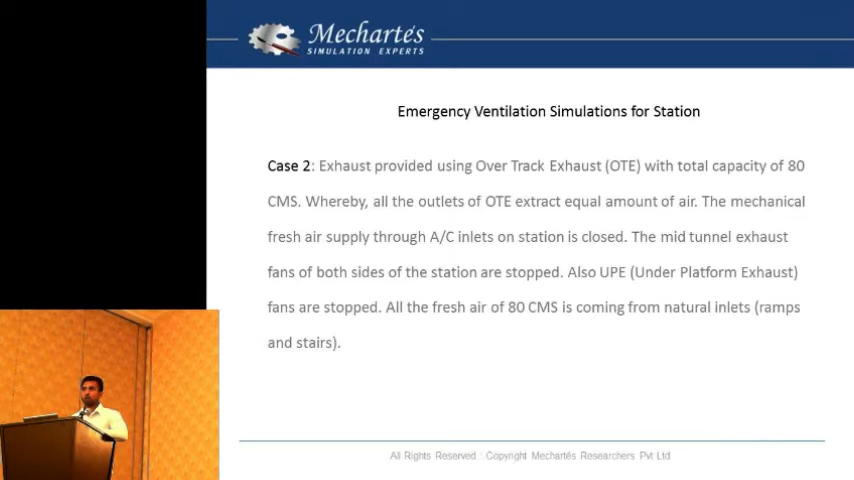 Mechartés
SIMULATION EXPERTS
Emergency Ventilation Simulations for Station
Case 2: Exhaust provided using Over Track Exhaust (OTE) with total capacity of 80
CMS. Whereby, all the outlets of OTE extract equal amount of air. The mechanical
fresh air supply through A/C inlets on station is closed. The mid tunnel exhaust
fans of both sides of the station are stopped. Also UPE (Under Platform Exhaust)
fans are stopped. All the fresh air of 80 CMS is coming from natural inlets (ramps
and stairs).
All Rights Reserved : Copyright Mechartés Researchers Pvt Ltd